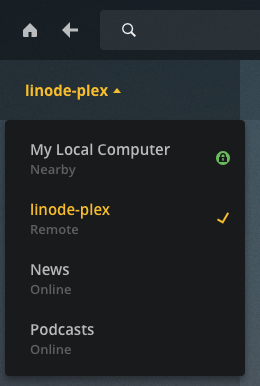 linode-plex
My Local Computer
Nearby
linode-plex
Remote
News
Online
Podcasts
Online